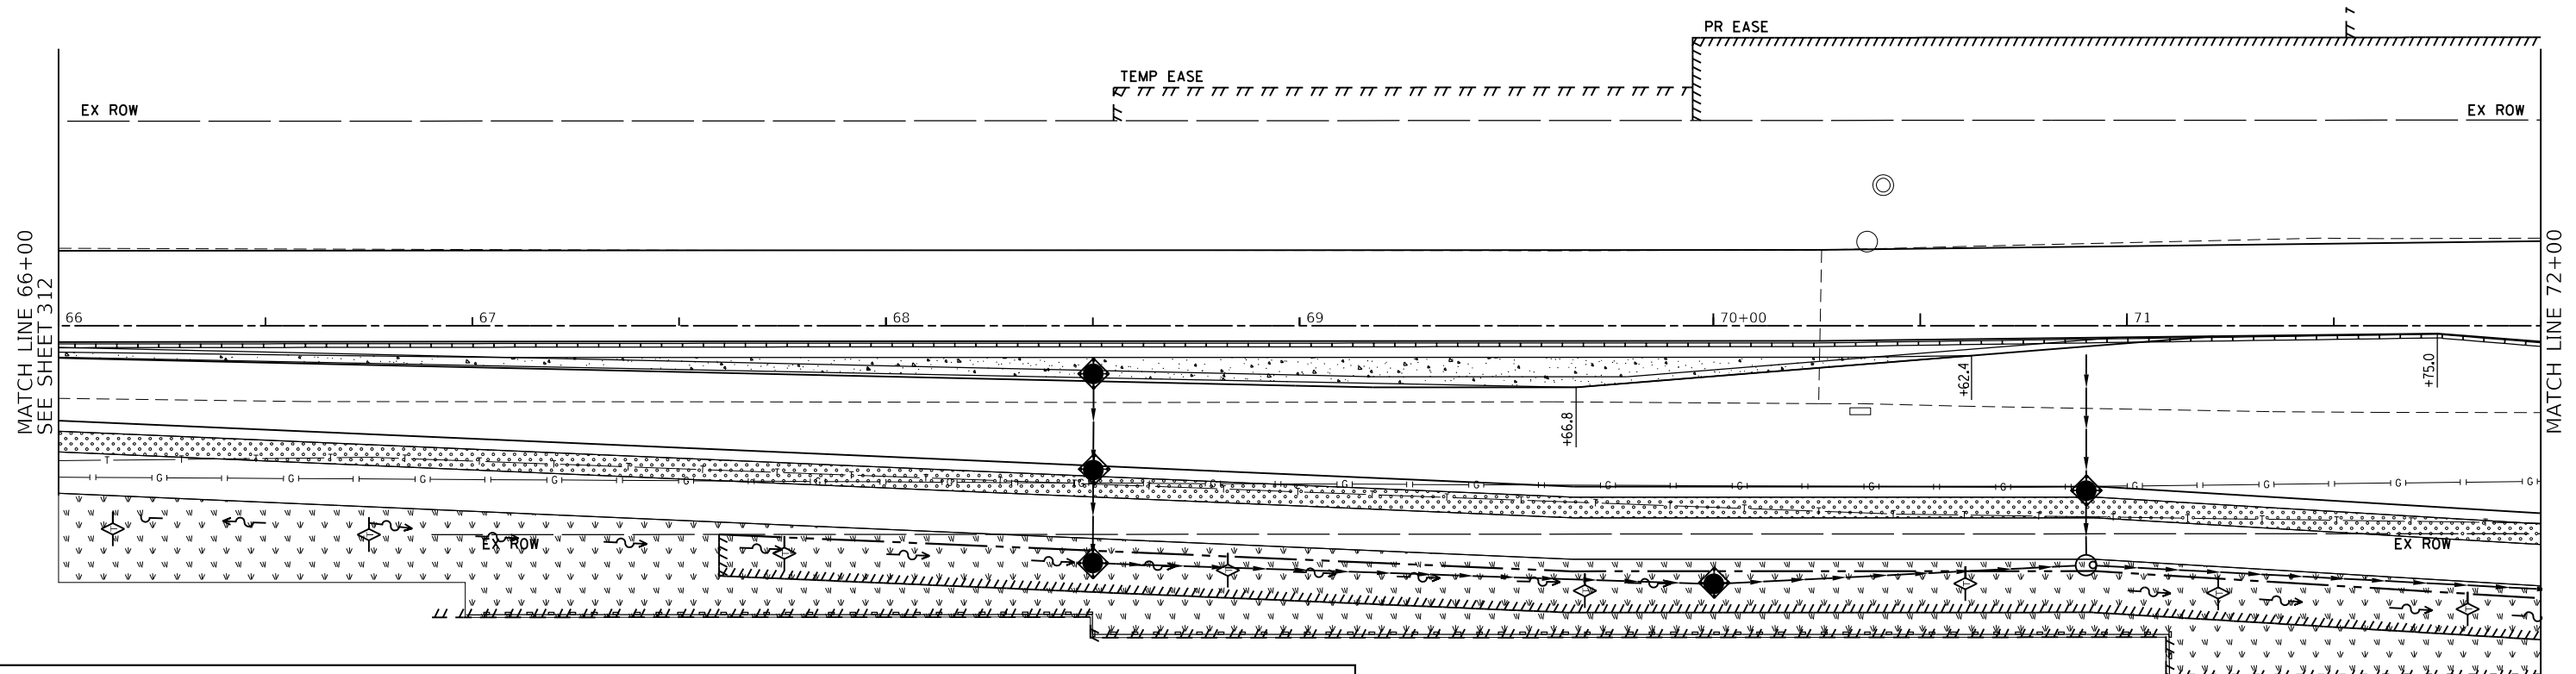 PR EASE
TEMP EASE
EX ROW
EX ROW
MATCH LINE 66+00
SEE SHEET 312
MATCH LINE 72+00
66
67
68
69
70+00
71
+66.8
+62.4
+75.0
T T T T T T T T T T T T
G G G G G G G G G G G G G G G G G G G
EX ROW
EX ROW